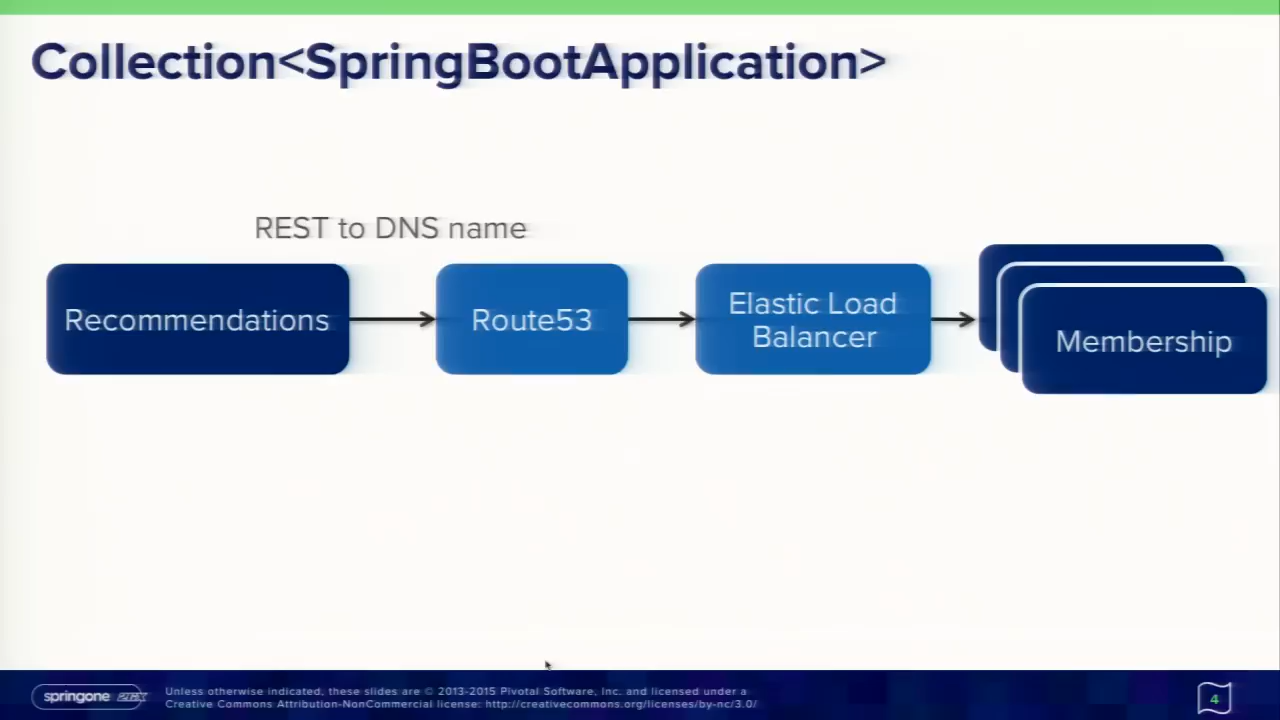 Collection<SpringBootApplication>
REST to DNS name
Recommendations
Route53
Elastic Load
Balancer
Membership
springone 2GX
Unless otherwise indicated, these slides are © 2013-2015 Pivotal Software, Inc. and licensed under a
Creative Commons Attribution-NonCommercial license: http://creativecommons.org/licenses/by-nc/3.0/
4